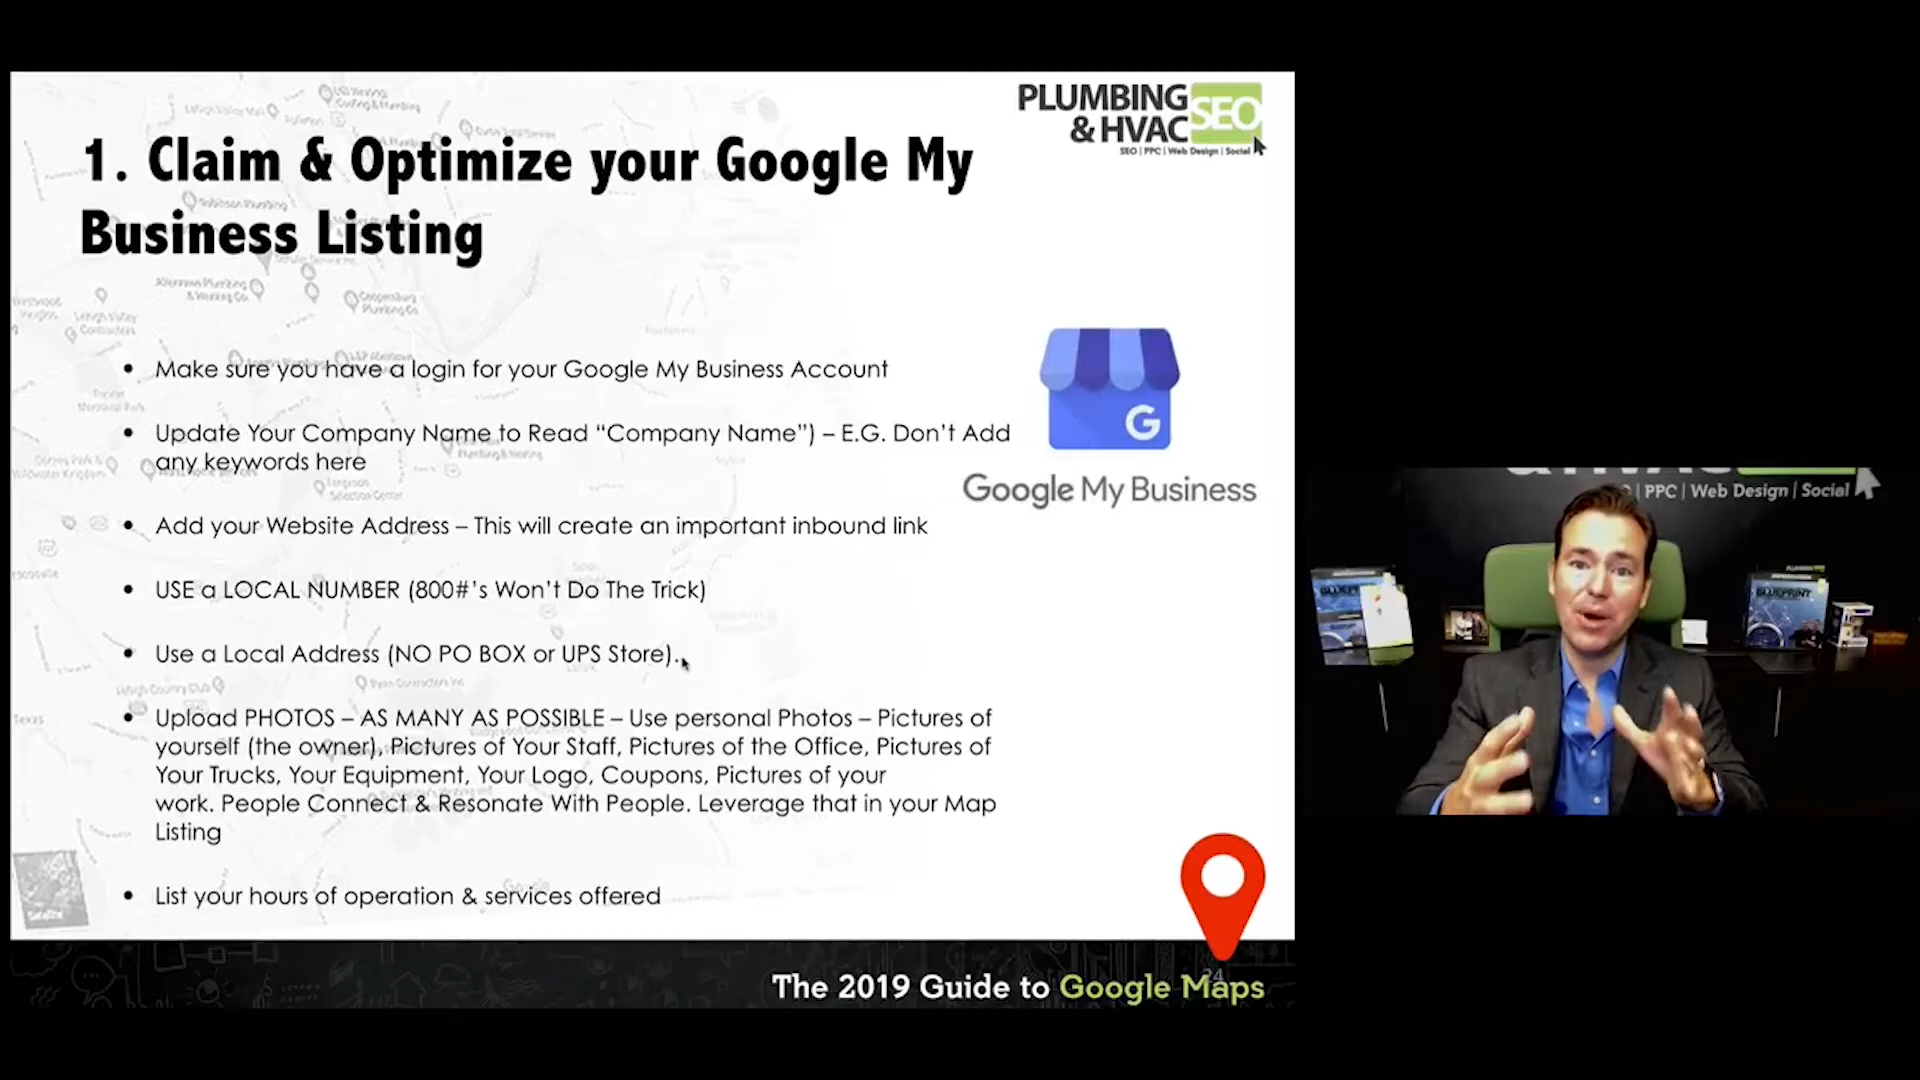 PLUMBING
& HVAC
SEO
SEO | PPC | Web Design | Social
1. Claim & Optimize your Google My
Business Listing
• Make sure you have a login for your Google My Business Account
• Update Your Company Name to Read “Company Name”) – E.G. Don’t Add
any keywords here
• Add your Website Address – This will create an important inbound link
• USE a LOCAL NUMBER (800#’s Won’t Do The Trick)
• Use a Local Address (NO PO BOX or UPS Store).
• Upload PHOTOS – AS MANY AS POSSIBLE – Use personal Photos – Pictures of
yourself (the owner), Pictures of Your Staff, Pictures of the Office, Pictures of
Your Trucks, Your Equipment, Your Logo, Coupons, Pictures of your
work. People Connect & Resonate With People. Leverage that in your Map
Listing
• List your hours of operation & services offered
G
Google My Business
24
The 2019 Guide to Google Maps
| PPC | Web Design | Social
BLUEPRINT